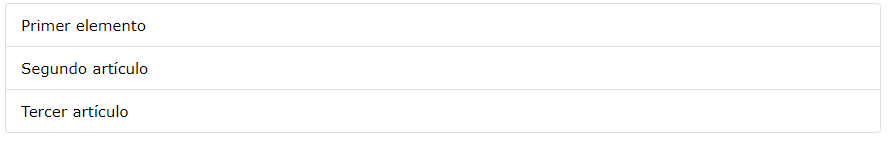 Primer elemento
Segundo artículo
Tercer artículo